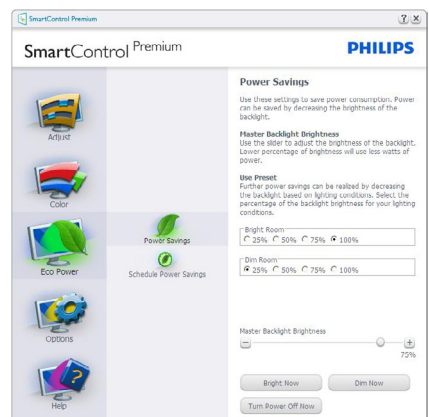 SmartControl Premium
SmartControl Premium
PHILIPS
Adjust
Color
Eco Power
Options
Help
Power Savings
Schedule Power Savings
Power Savings
Use these settings to save power consumption. Power
can be saved by decreasing the brightness of the
backlight.
Master Backlight Brightness
Use the slider to adjust the brightness of the backlight.
Lower percentage of brightness will use less watts of
power.
Use Preset
Further power savings can be realized by decreasing
the backlight based on lighting conditions. Select the
percentage of the backlight brightness for your lighting
conditions.
Bright Room
25% 50% 75% 100%
Dim Room
25% 50% 75% 100%
Master Backlight Brightness
75%
Bright Now Dim Now
Turn Power Off Now